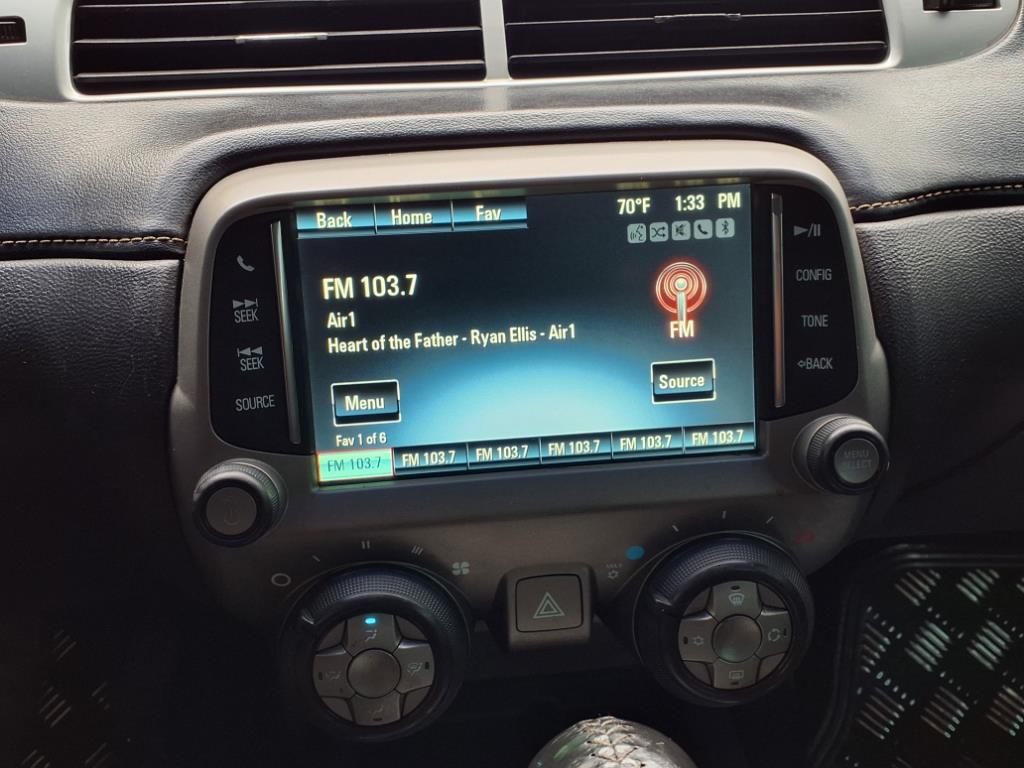 Back Home Fav 70°F 1:33 PM
FM 103.7
Air1
Heart of the Father - Ryan Ellis - Air1
FM
Menu
Source
Fav 1 of 6
FM 103.7 FM 103.7 FM 103.7 FM 103.7 FM 103.7 FM 103.7
SEEK
SEEK
SOURCE
CONFIG
TONE
BACK
MENU
SELECT